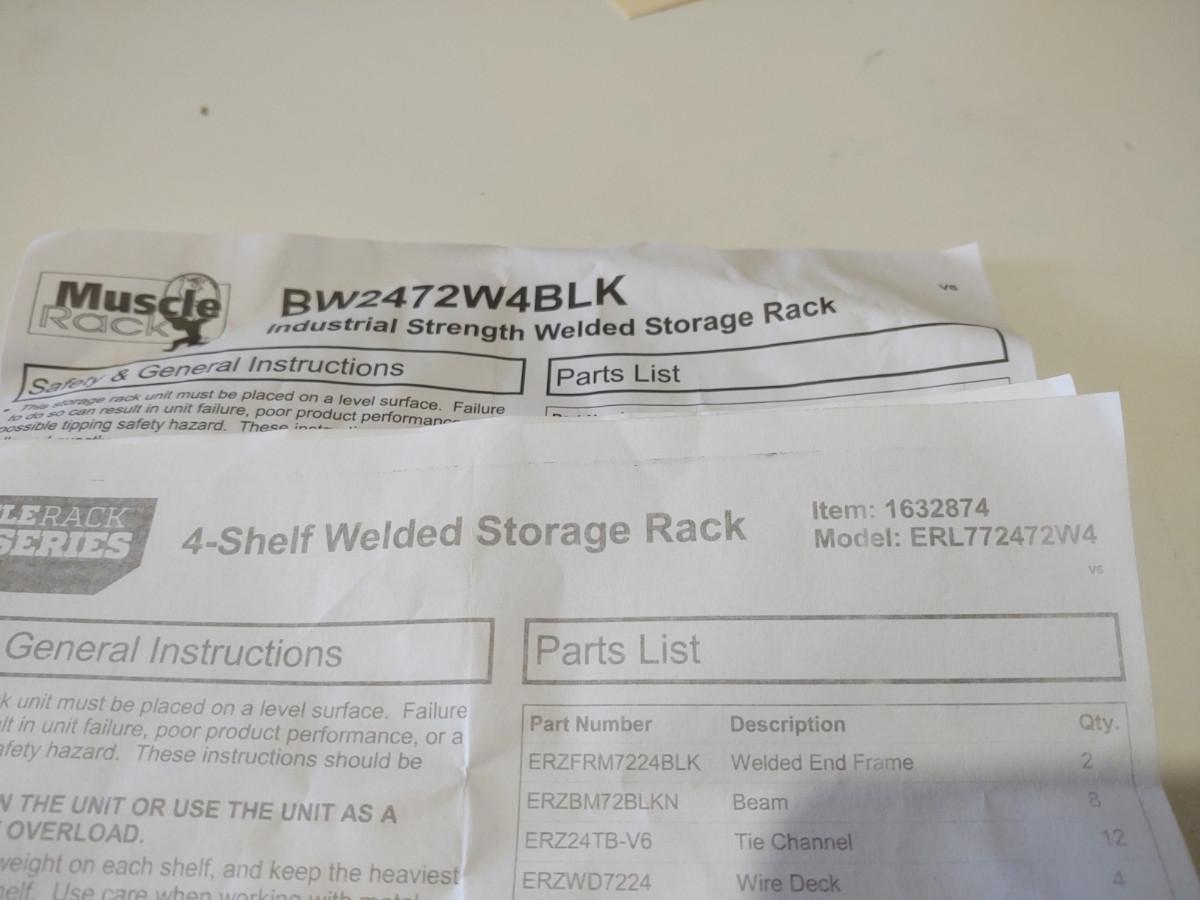 Muscle
Rack
BW2472W4BLK
Industrial Strength Welded Storage Rack
V6
Safety & General Instructions
Parts List
• This storage rack unit must be placed on a level surface. Failure
to do so can result in unit failure, poor product performance
possible tipping safety hazard. These
LERACK
SERIES
4-Shelf Welded Storage Rack
Item: 1632874
Model: ERL772472W4
V6
General Instructions
Parts List
k unit must be placed on a level surface. Failure
lt in unit failure, poor product performance, or a
afety hazard. These instructions should be
N THE UNIT OR USE THE UNIT AS A
OVERLOAD.
weight on each shelf, and keep the heaviest
helf. Use care when working with metal
Part Number Description Qty.
ERZFRM7224BLK Welded End Frame 2
ERZBM72BLKN Beam 8
ERZ24TB-V6 Tie Channel 12
ERZWD7224 Wire Deck 4